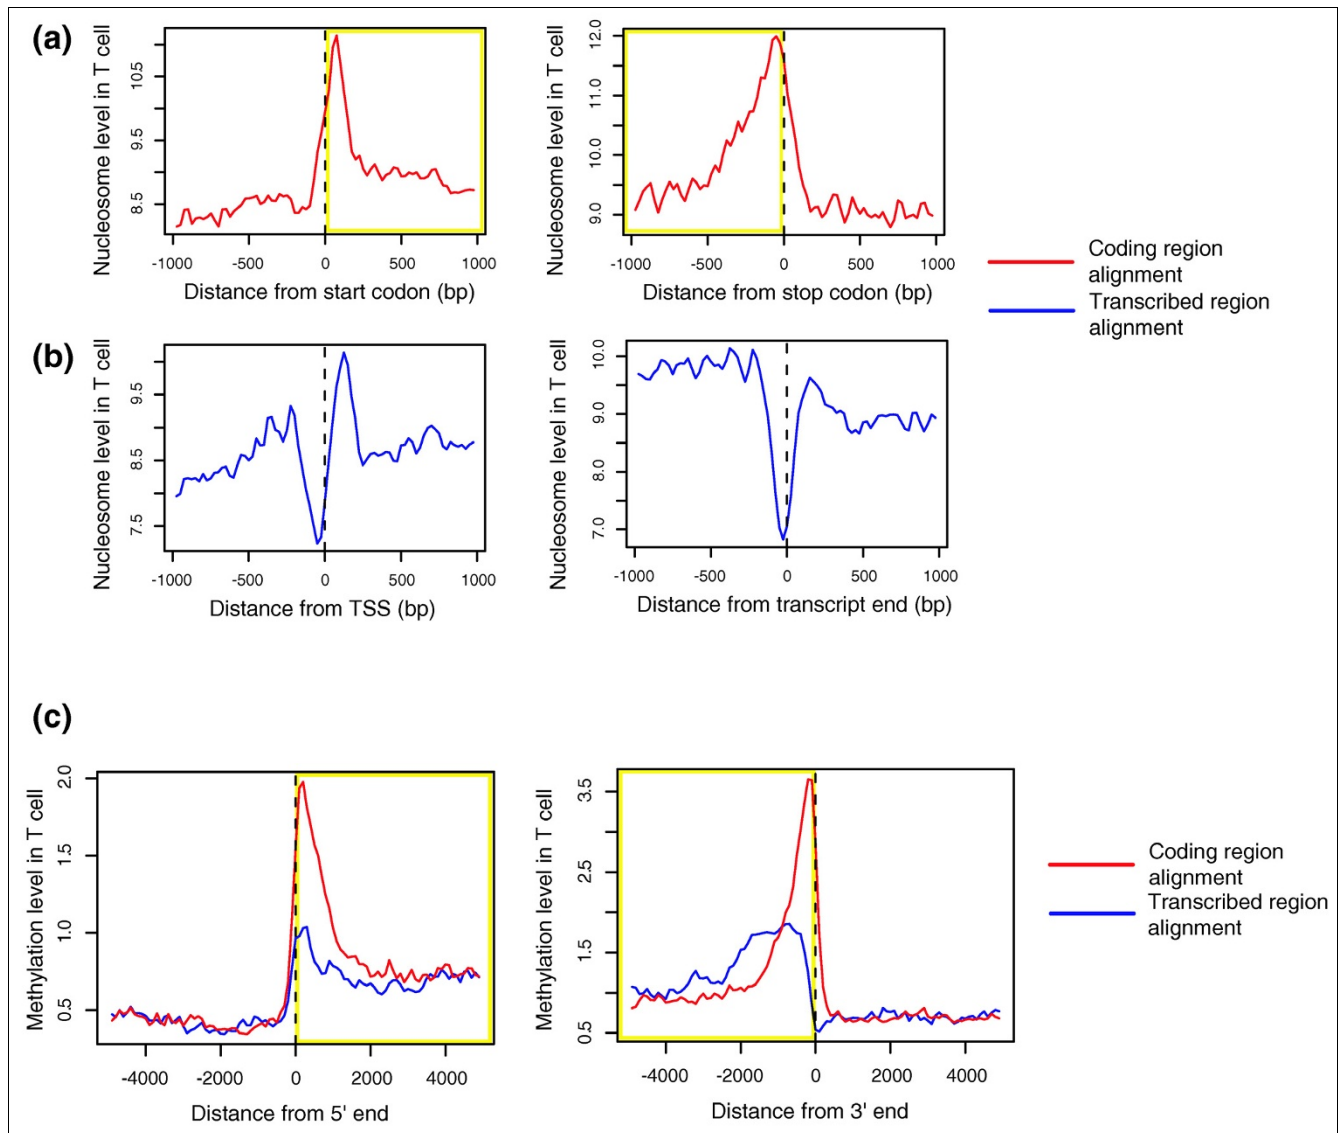 (a)
Nucleosome level in T cell
8.5
9.5
10.5
-1000 -500 0 500 1000
Distance from start codon (bp)
Nucleosome level in T cell
9.0
10.0
11.0
12.0
-1000 -500 0 500 1000
Distance from stop codon (bp)
Coding region
alignment
Transcribed region
alignment
(b)
Nucleosome level in T cell
7.5
8.5
9.5
-1000 -500 0 500 1000
Distance from TSS (bp)
Nucleosome level in T cell
7.0
8.0
9.0
10.0
-1000 -500 0 500 1000
Distance from transcript end (bp)
(c)
Methylation level in T cell
0.5
1.0
1.5
2.0
-4000 -2000 0 2000 4000
Distance from 5' end
Methylation level in T cell
0.5
1.5
2.5
3.5
-4000 -2000 0 2000 4000
Distance from 3' end
Coding region
alignment
Transcribed region
alignment